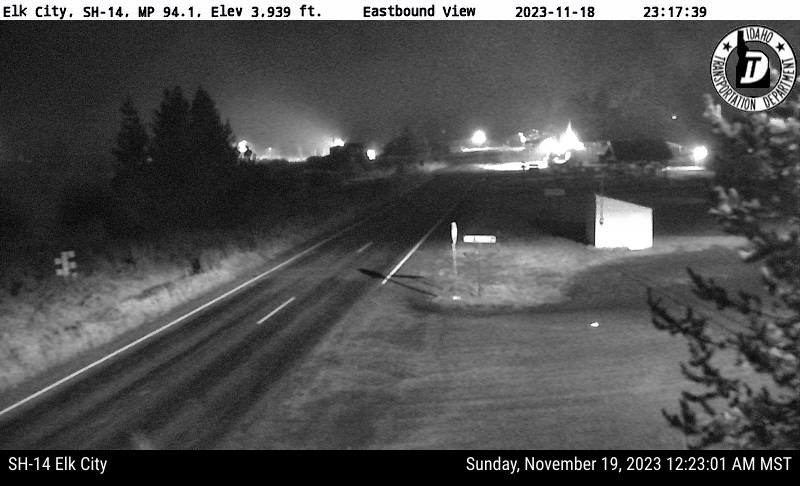 Elk City, SH-14, MP 94.1, Elev 3,939 ft. Eastbound View 2023-11-18 23:17:39
IDAHO
TRANSPORTATION DEPARTMENT
SH-14 Elk City Sunday, November 19, 2023 12:23:01 AM MST